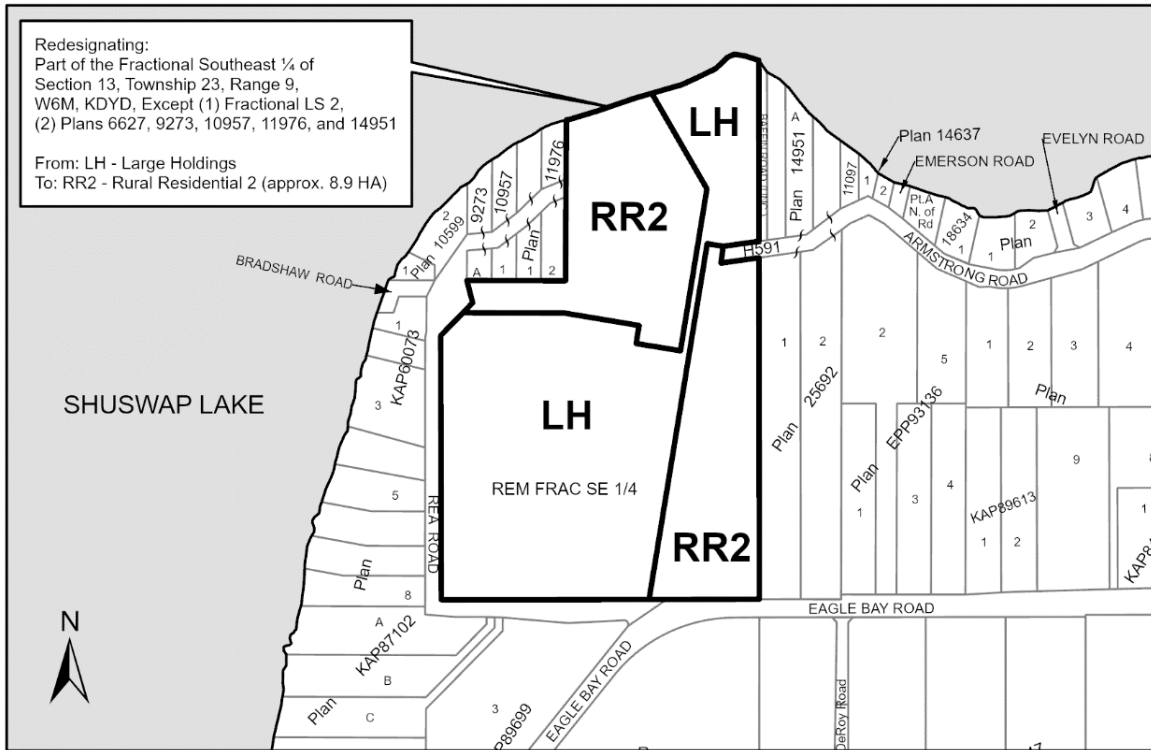 Redesignating:
Part of the Fractional Southeast ¼ of
Section 13, Township 23, Range 9,
W6M, KDYD, Except (1) Fractional LS 2,
(2) Plans 6627, 9273, 10957, 11976, and 14951
From: LH - Large Holdings
To: RR2 - Rural Residential 2 (approx. 8.9 HA)
LH
A
Plan 14951
11097
Plan 14637
EVELYN ROAD
EMERSON ROAD
1
2
Pt.A
N. of
Rd
18634
1
1
Plan
2
3
4
2
Plan 10599
1
9273
10957
Plan
11976
A
1
1
2
RR2
H591
ARMSTRONG ROAD
BRADSHAW ROAD
1
KAP60073
3
SHUSWAP LAKE
LH
REM FRAC SE 1/4
RR2
1
2
Plan
25692
2
5
1
2
3
4
Plan
EPP93136
Plan
1
3
4
KAP89613
1
2
9
1
5
REA ROAD
Plan
8
A
KAP87102
B
Plan
C
N
EAGLE BAY ROAD
EAGLE BAY ROAD
3
DeRoy Road